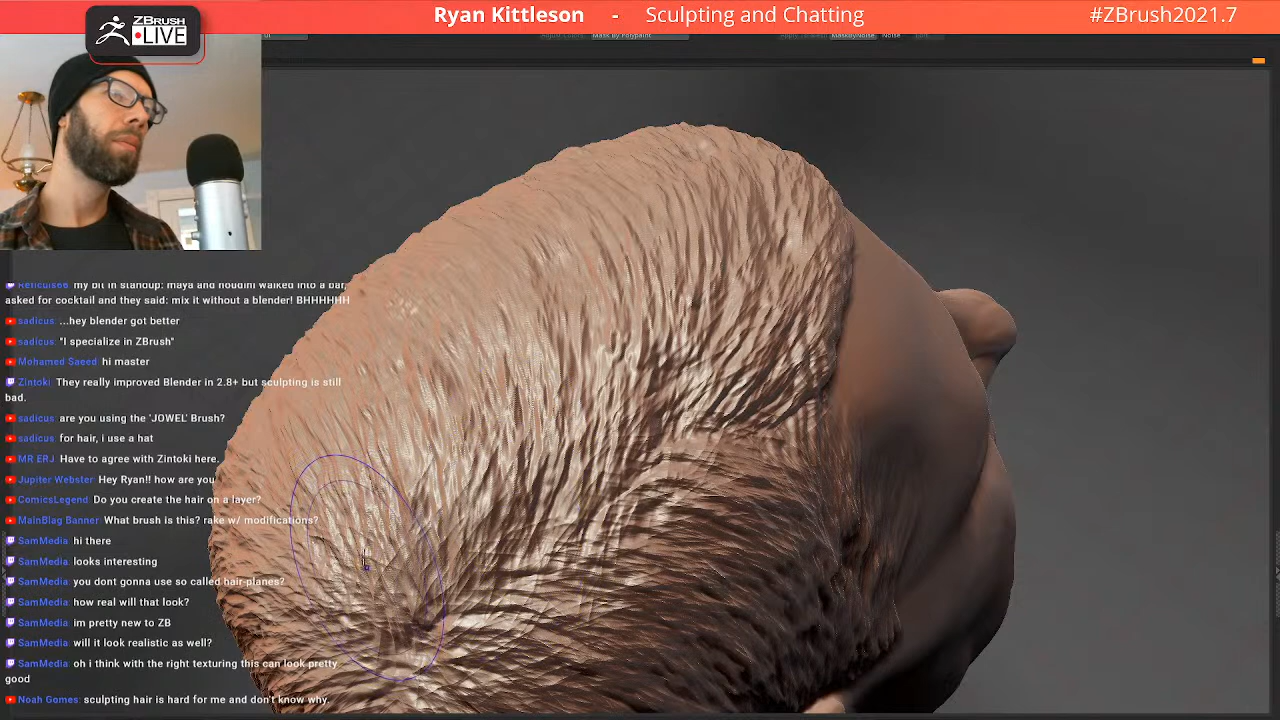 Ryan Kittleson - Sculpting and Chatting #ZBrush2021.7
ZBRUSH
LIVE
Mask By Polypaint MaskByNoise Noise
my bit in standup: maya and houdini walked into a bar,
asked for cocktail and they said: mix it without a blender! BHHHHHH
sadicus: ...hey blender got better
sadicus: "I specialize in ZBrush"
Mohamed Saeed hi master
Zintoki They really improved Blender in 2.8+ but sculpting is still
bad.
sadicus: are you using the 'JOWEL' Brush?
sadicus: for hair, i use a hat
MR ERJ Have to agree with Zintoki here.
Jupiter Webster Hey Ryan!! how are you
ComicsLegend: Do you create the hair on a layer?
MainBlag Banner What brush is this? rake w/ modifications?
SamMedia: hi there
SamMedia: looks interesting
SamMedia: you dont gonna use so called hair-planes?
SamMedia: how real will that look?
SamMedia: im pretty new to ZB
SamMedia: will it look realistic as well?
SamMedia: oh i think with the right texturing this can look pretty
good
Noah Gomes: sculpting hair is hard for me and don't know why.